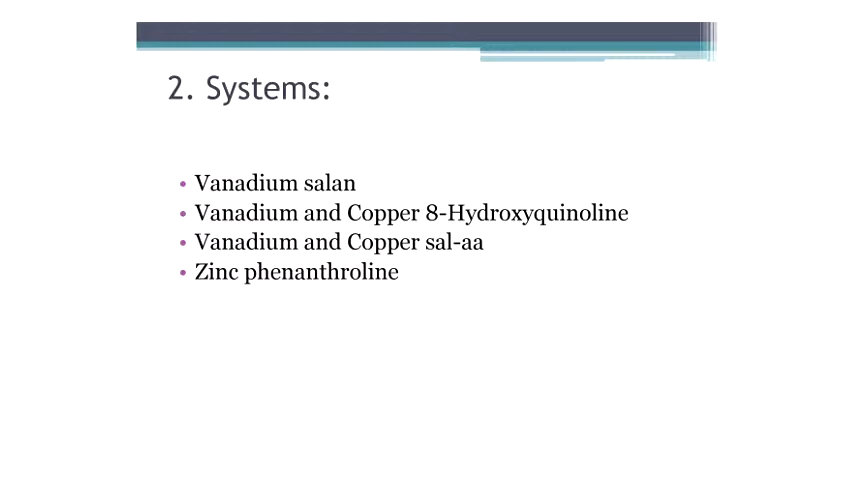 2. Systems:
• Vanadium salan
• Vanadium and Copper 8-Hydroxyquinoline
• Vanadium and Copper sal-aa
• Zinc phenanthroline